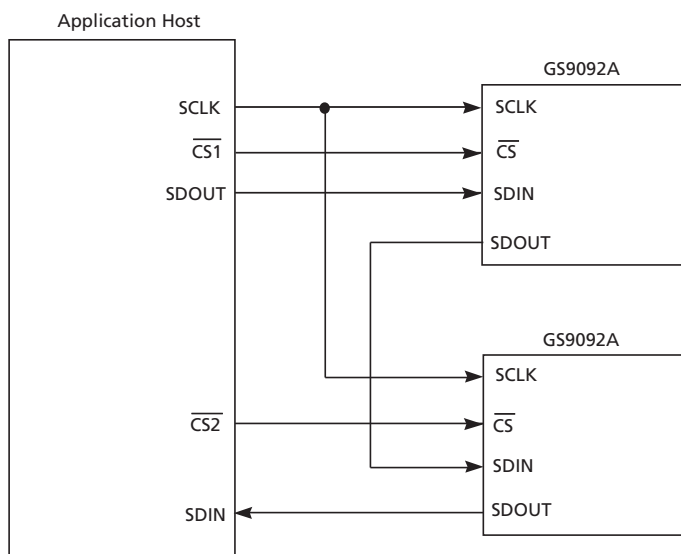 Application Host
SCLK
CS1
SDOUT
CS2
SDIN
GS9092A
SCLK
CS
SDIN
SDOUT
GS9092A
SCLK
CS
SDIN
SDOUT